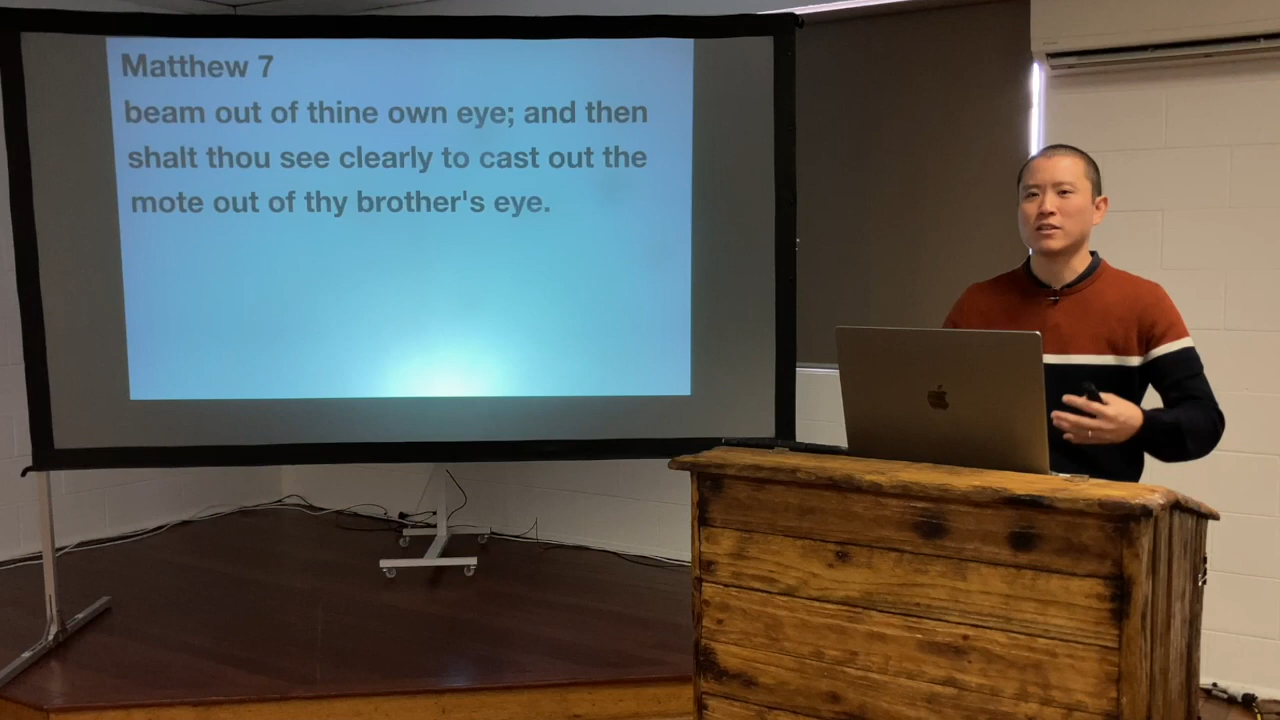 Matthew 7
beam out of thine own eye; and then
shalt thou see clearly to cast out the
mote out of thy brother's eye.